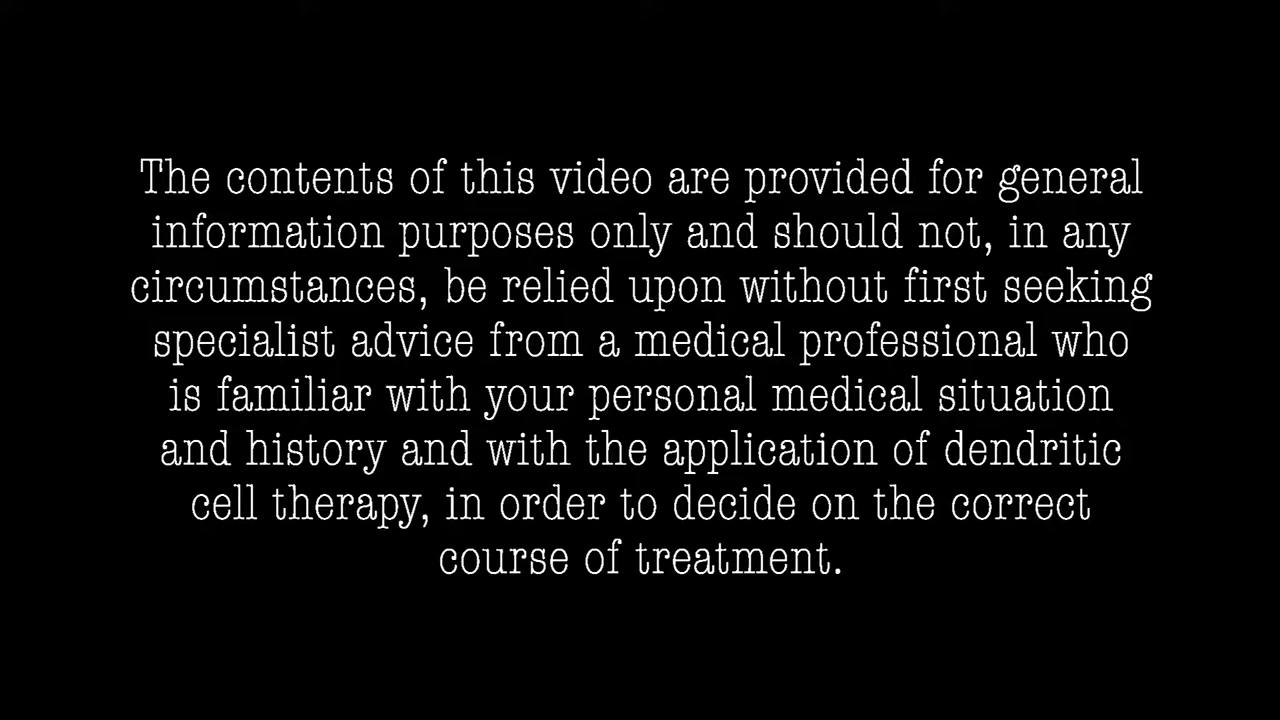 The contents of this video are provided for general
information purposes only and should not, in any
circumstances, be relied upon without first seeking
specialist advice from a medical professional who
is familiar with your personal medical situation
and history and with the application of dendritic
cell therapy, in order to decide on the correct
course of treatment.